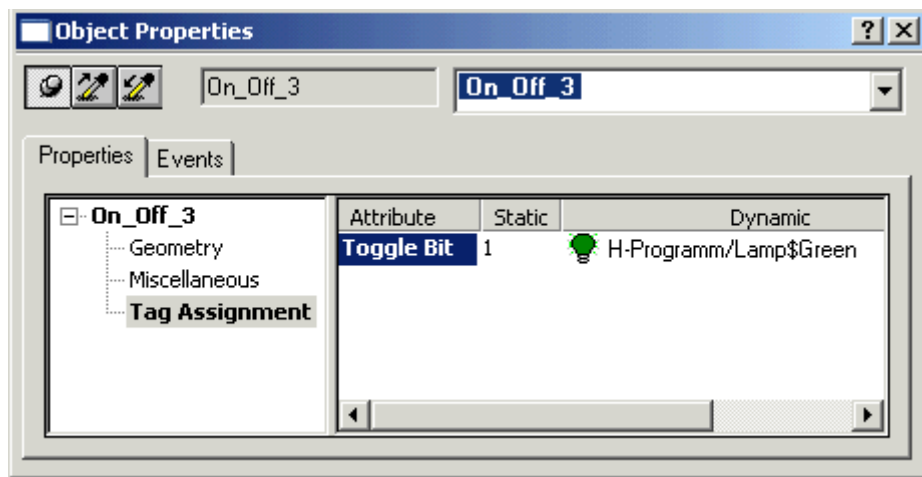 Object Properties
On_Off_3 On_Off_3
Properties Events
On_Off_3
Geometry
Miscellaneous
Tag Assignment
Attribute Static Dynamic
Toggle Bit 1 H-Programm/Lamp$Green